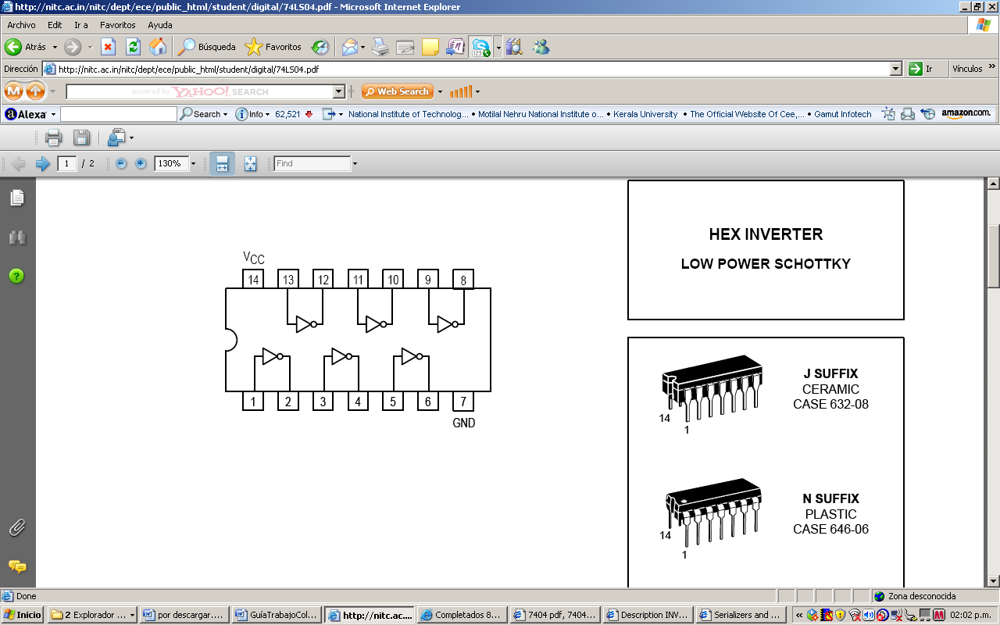 http://nitc.ac.in/nitc/dept/ece/public_html/student/digital/74LS04.pdf - Microsoft Internet Explorer
Archivo Edit Ir a Favoritos Ayuda
Atrás Búsqueda Favoritos 123
Dirección http://nitc.ac.in/nitc/dept/ece/public_html/student/digital/74LS04.pdf Ir Vínculos »
M powered by YAHOO! SEARCH Web Search
a Alexa Search Info 62,521 National Institute of Technolog... • Motilal Nehru National Institute o... • Kerala University • The Official Website Of Cee,... • Gamut Infotech amazon.com.
1 / 2 130% Find
HEX INVERTER
LOW POWER SCHOTTKY
VCC
14 13 12 11 10 9 8
1 2 3 4 5 6 7
GND
J SUFFIX
CERAMIC
CASE 632-08
14
1
N SUFFIX
PLASTIC
CASE 646-06
14
1
Done Zona desconocida
Inicio 2 Explorador ... por descargar.... GuíaTrabajoCol... http://nitc.ac.... Completados 8... 7404 pdf, 7404... Description INV... Serializers and ... « M 02:02 p.m.